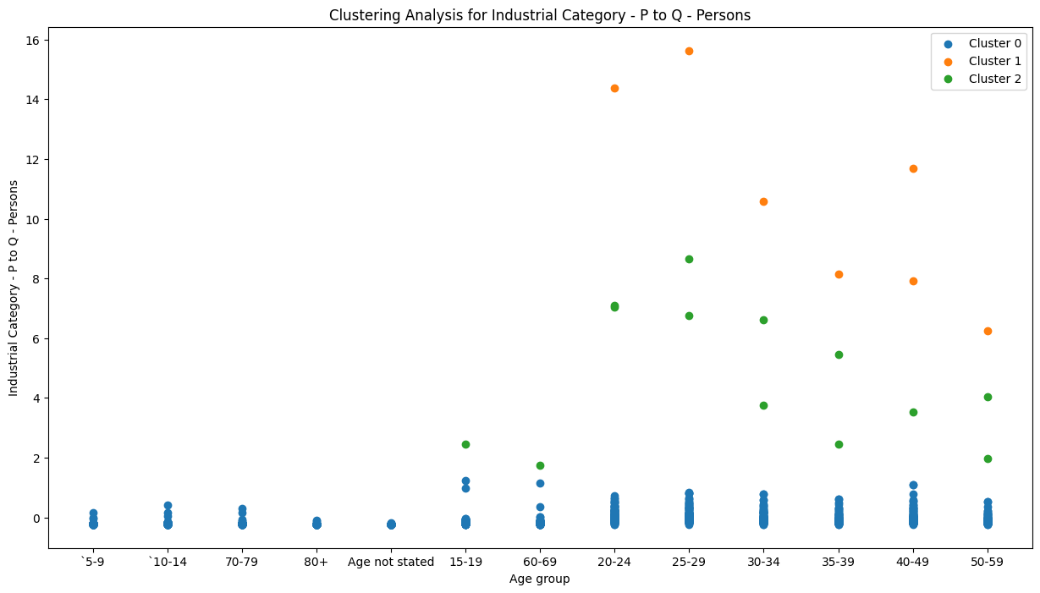 Clustering Analysis for Industrial Category - P to Q - Persons
Cluster 0
Cluster 1
Cluster 2
Industrial Category - P to Q - Persons
16
14
12
10
8
6
4
2
0
`5-9 `10-14 70-79 80+ Age not stated 15-19 60-69 20-24 25-29 30-34 35-39 40-49 50-59
Age group